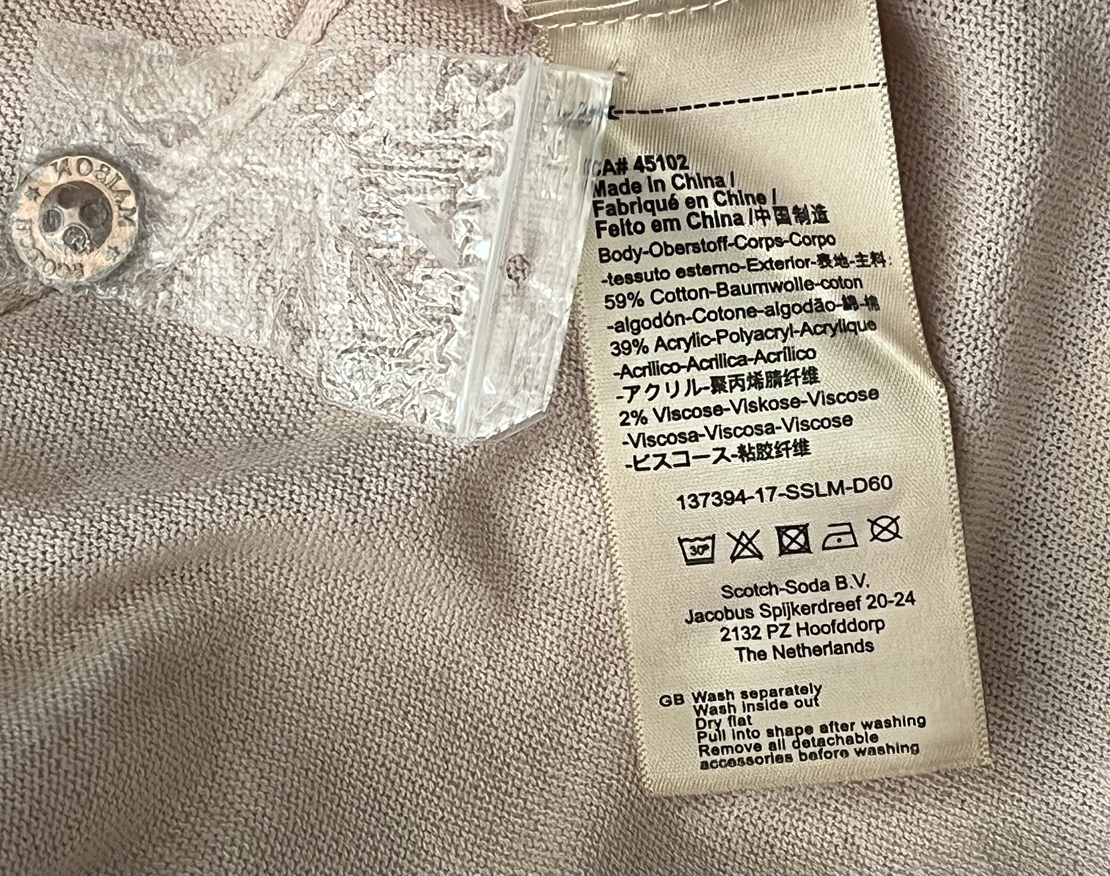 CA# 45102
Made in China /
Fabriqué en Chine /
Feito em China /中国制造
Body-Oberstoff-Corps-Corpo
-tessuto esterno-Exterior-表地-主料
59% Cotton-Baumwolle-coton
-algodón-Cotone-algodão-綿-棉
39% Acrylic-Polyacryl-Acrylique
-Acrílico-Acrilica-Acrílico
-アクリル-聚丙烯腈纤维
2% Viscose-Viskose-Viscose
-Viscosa-Viscosa-Viscose
-ビスコース-粘胶纤维
137394-17-SSLM-D60
30°
Scotch-Soda B.V.
Jacobus Spijkerdreef 20-24
2132 PZ Hoofddorp
The Netherlands
GB Wash separately
Wash inside out
Dry flat
Pull into shape after washing
Remove all detachable
accessories before washing